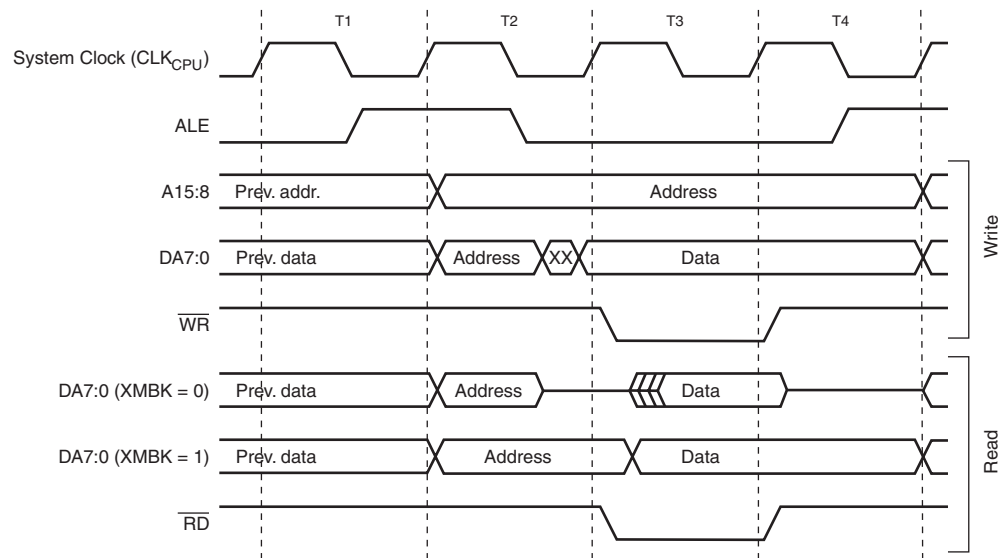 T1 T2 T3 T4
System Clock (CLKCPU)
ALE
A15:8 Prev. addr. Address
DA7:0 Prev. data Address XX Data
WR
Write
DA7:0 (XMBK = 0) Prev. data Address Data
DA7:0 (XMBK = 1) Prev. data Address Data
RD
Read